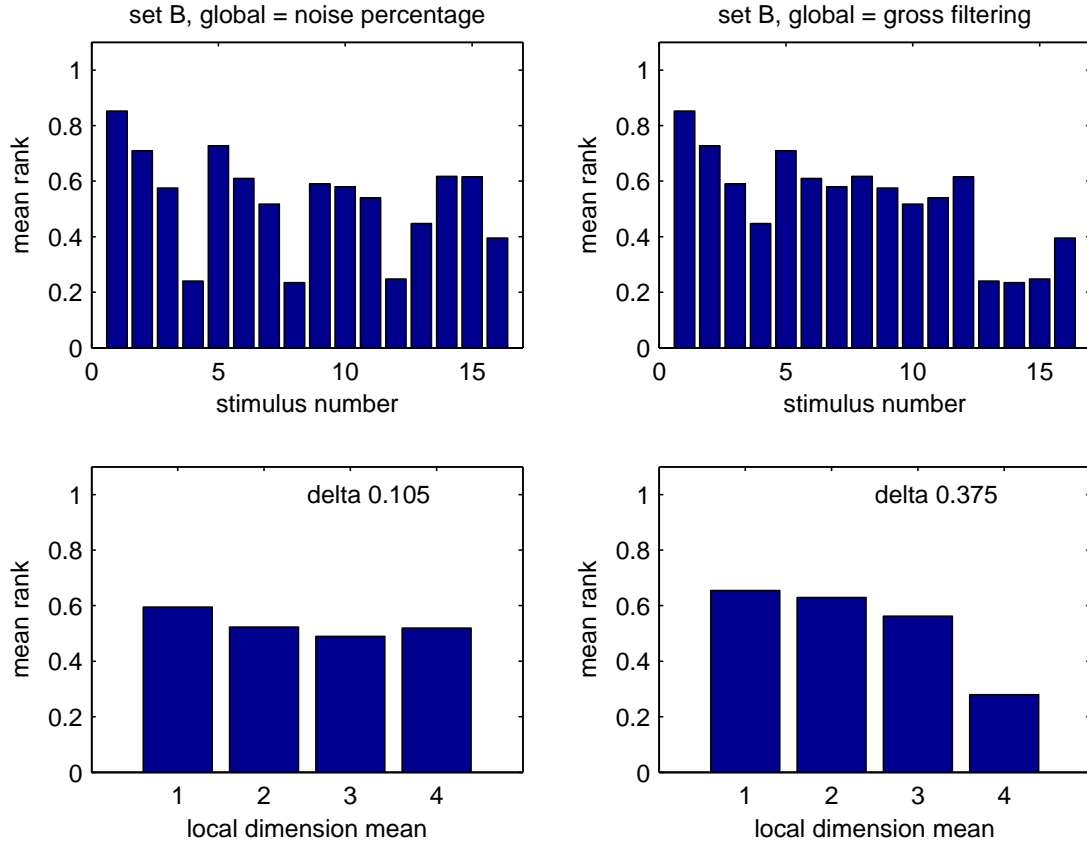 set B, global = noise percentage
1
0.8
0.6
0.4
0.2
0
mean rank
0 5 10 15
stimulus number
set B, global = gross filtering
1
0.8
0.6
0.4
0.2
0
mean rank
0 5 10 15
stimulus number
delta 0.105
1
0.8
0.6
0.4
0.2
0
mean rank
1 2 3 4
local dimension mean
delta 0.375
1
0.8
0.6
0.4
0.2
0
mean rank
1 2 3 4
local dimension mean